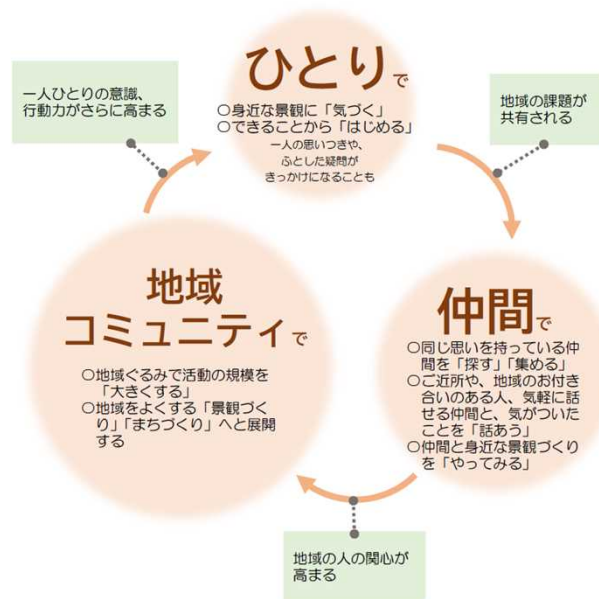 ひとりで
○身近な景観に「気づく」
○できることから「はじめる」
一人の思いつきや、
ふとした疑問が
きっかけになることも
地域の課題が
共有される
仲間で
○同じ思いを持っている仲
間を「探す」「集める」
○ご近所や、地域のお付き
合いのある人、気軽に話
せる仲間と、気がついた
ことを「話あう」
○仲間と身近な景観づくり
を「やってみる」
地域の人の関心が
高まる
地域
コミュニティで
○地域ぐるみで活動の規模を
「大きくする」
○地域をよくする「景観づく
り」「まちづくり」へと展開
する
一人ひとりの意識、
行動力がさらに高まる